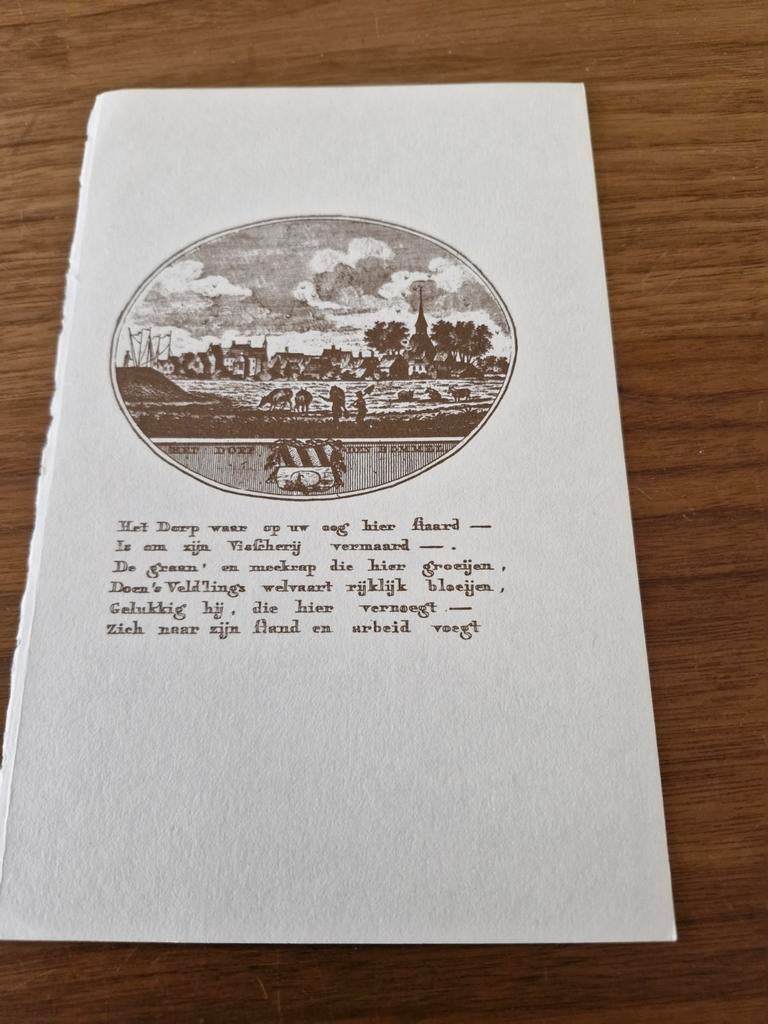 HET DORP
Het Dorp waar op uw oog hier staard —
Is om zijn Visscherij vermaard — .
De graan' en meekrap die hier groeijen ,
Doen's Veld'lings welvaart rijklijk bloeijen ,
Gelukkig hij , die hier vernoegt —
Zich naar zijn stand en arbeid voegt